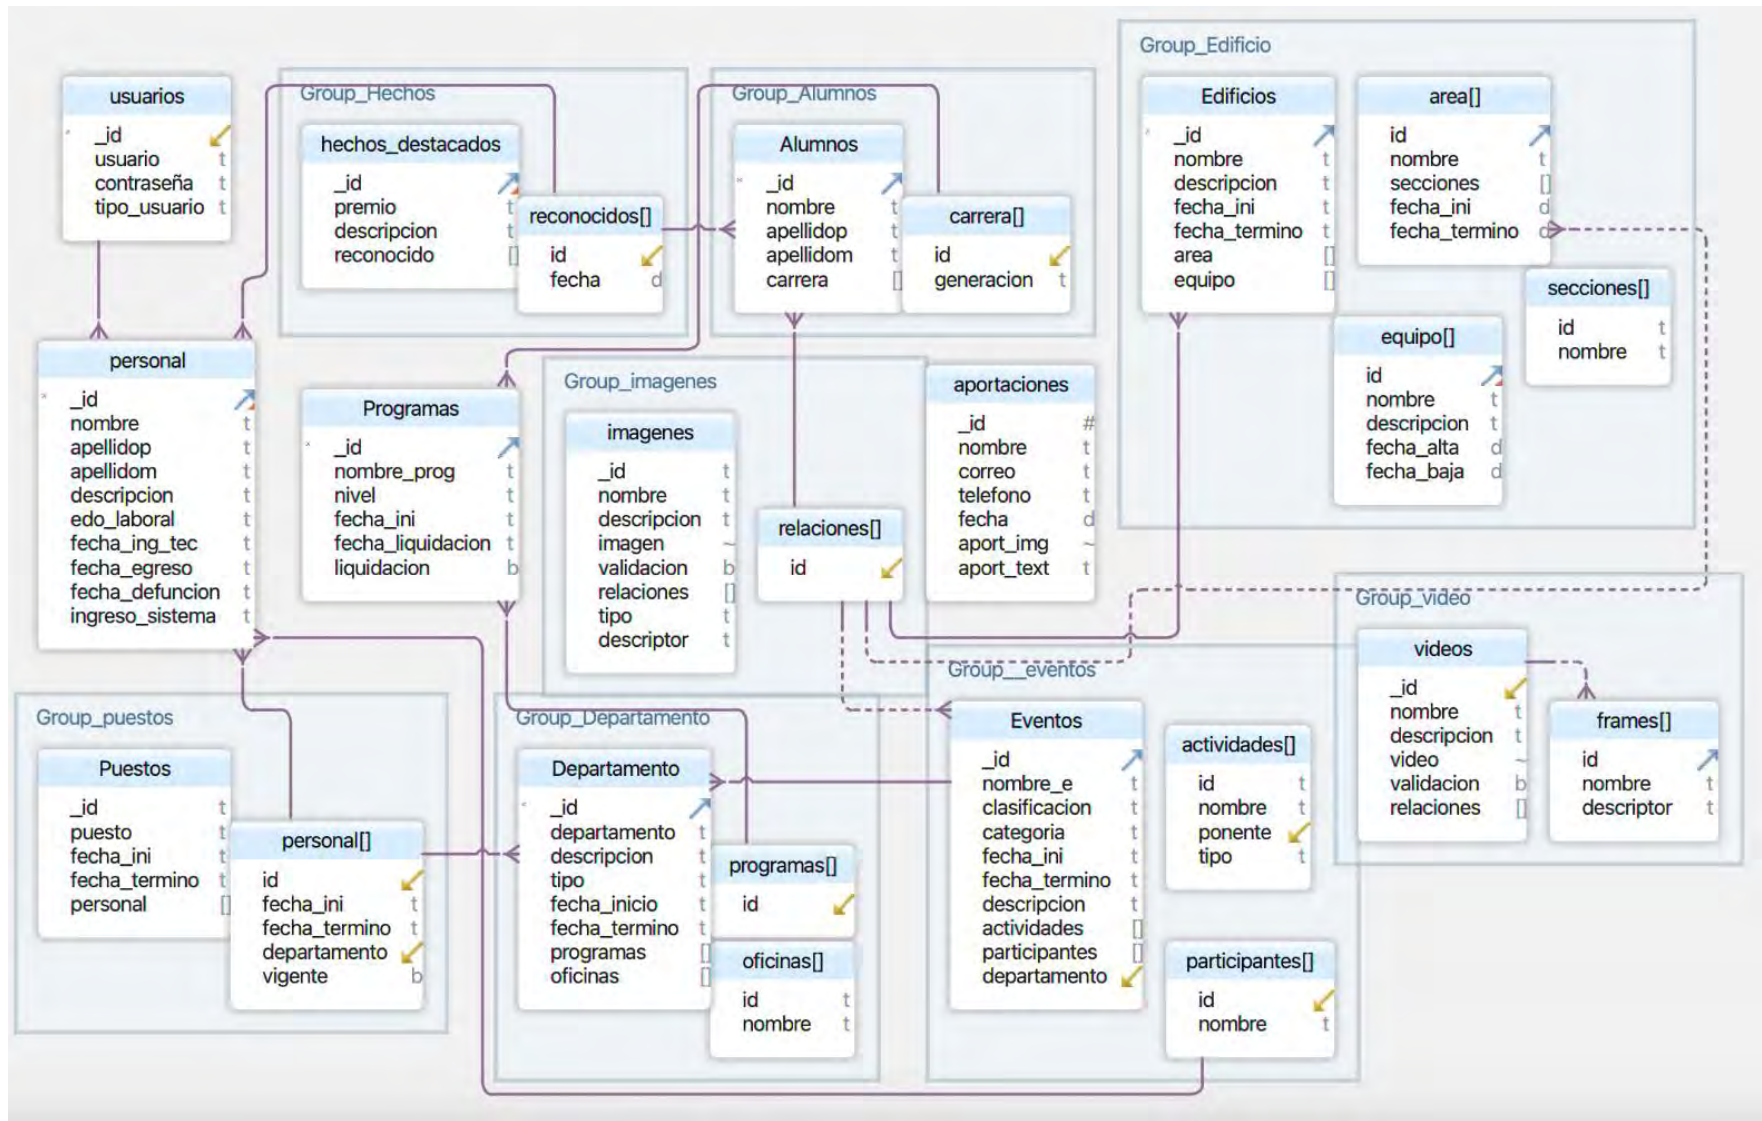 usuarios
_id
usuario t
contraseña t
tipo_usuario t
Group_Hechos
hechos_destacados
_id
premio t
descripcion t
reconocido []
reconocidos[]
id
fecha d
Group_Alumnos
Alumnos
_id
nombre t
apellidop t
apellidom t
carrera []
carrera[]
id
generacion t
Group_Edificio
Edificios
_id
nombre t
descripcion t
fecha_ini t
fecha_termino t
area []
equipo []
area[]
id
nombre t
secciones []
fecha_ini d
fecha_termino d
secciones[]
id t
nombre t
equipo[]
id
nombre t
descripcion t
fecha_alta d
fecha_baja d
personal
_id
nombre t
apellidop t
apellidom t
descripcion t
edo_laboral t
fecha_ing_tec t
fecha_egreso t
fecha_defuncion t
ingreso_sistema t
Programas
_id
nombre_prog t
nivel t
fecha_ini t
fecha_liquidacion t
liquidacion b
Group_imagenes
imagenes
_id t
nombre t
descripcion t
imagen ~
validacion b
relaciones []
tipo t
descriptor t
relaciones[]
id
aportaciones
_id #
nombre t
correo t
telefono t
fecha d
aport_img ~
aport_text t
Group_video
videos
_id
nombre t
descripcion t
video ~
validacion b
relaciones []
frames[]
id
nombre t
descriptor t
Group_puestos
Puestos
_id t
puesto t
fecha_ini t
fecha_termino t
personal []
personal[]
id
fecha_ini t
fecha_termino t
departamento
vigente b
Group_Departamento
Departamento
_id
departamento t
descripcion t
tipo t
fecha_inicio t
fecha_termino t
programas []
oficinas []
programas[]
id
oficinas[]
id t
nombre t
Group__eventos
Eventos
_id
nombre_e t
clasificacion t
categoria t
fecha_ini t
fecha_termino t
descripcion t
actividades []
participantes []
departamento
actividades[]
id t
nombre t
ponente
tipo t
participantes[]
id
nombre t